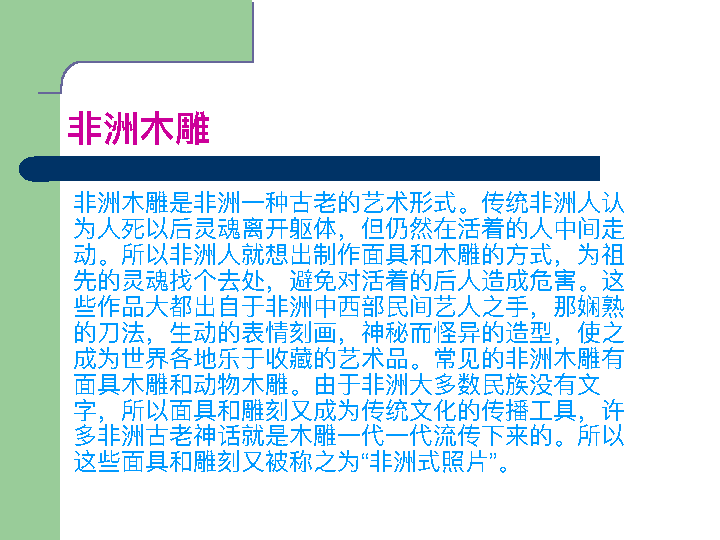 非洲木雕
非洲木雕是非洲一种古老的艺术形式。传统非洲人认
为人死以后灵魂离开躯体，但仍然在活着的人中间走
动。所以非洲人就想出制作面具和木雕的方式，为祖
先的灵魂找个去处，避免对活着的后人造成危害。这
些作品大都出自于非洲中西部民间艺人之手，那娴熟
的刀法，生动的表情刻画，神秘而怪异的造型，使之
成为世界各地乐于收藏的艺术品。常见的非洲木雕有
面具木雕和动物木雕。由于非洲大多数民族没有文
字，所以面具和雕刻又成为传统文化的传播工具，许
多非洲古老神话就是木雕一代一代流传下来的。所以
这些面具和雕刻又被称之为“非洲式照片”。